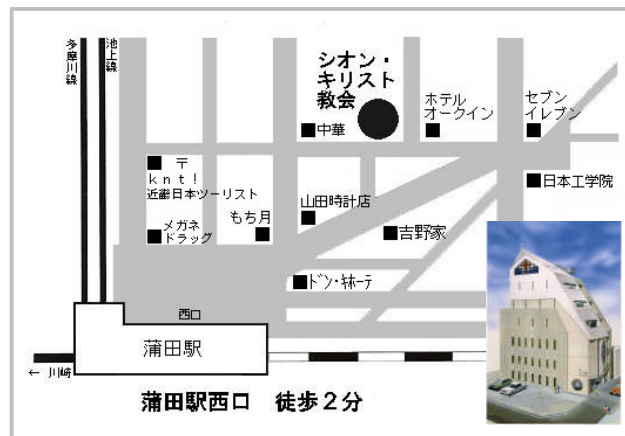 多摩川線
池上線
シオン・
キリスト
教会
中華
ホテル
オークイン
セブン
イレブン
〒
knt!
近畿日本ツーリスト
メガネ
ドラッグ
もち月
山田時計店
吉野家
日本工学院
ドン・キホーテ
西口
蒲田駅
← 川崎
蒲田駅西口 徒歩2分